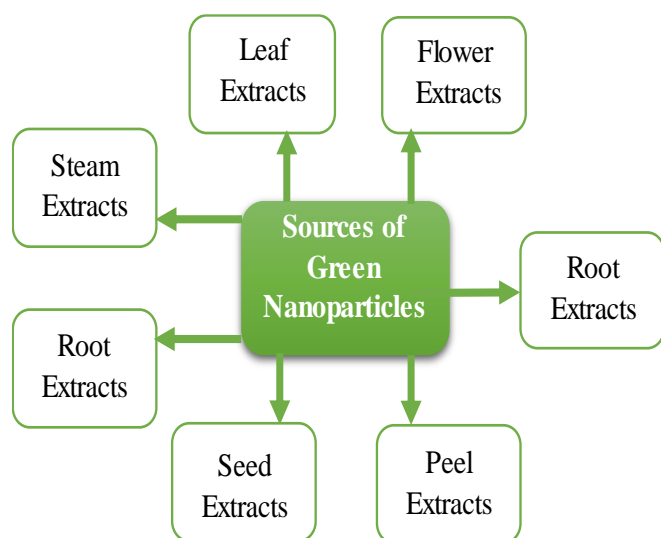 Leaf
Extracts
Flower
Extracts
Steam
Extracts
Sources of
Green
Nanoparticles
Root
Extracts
Root
Extracts
Seed
Extracts
Peel
Extracts